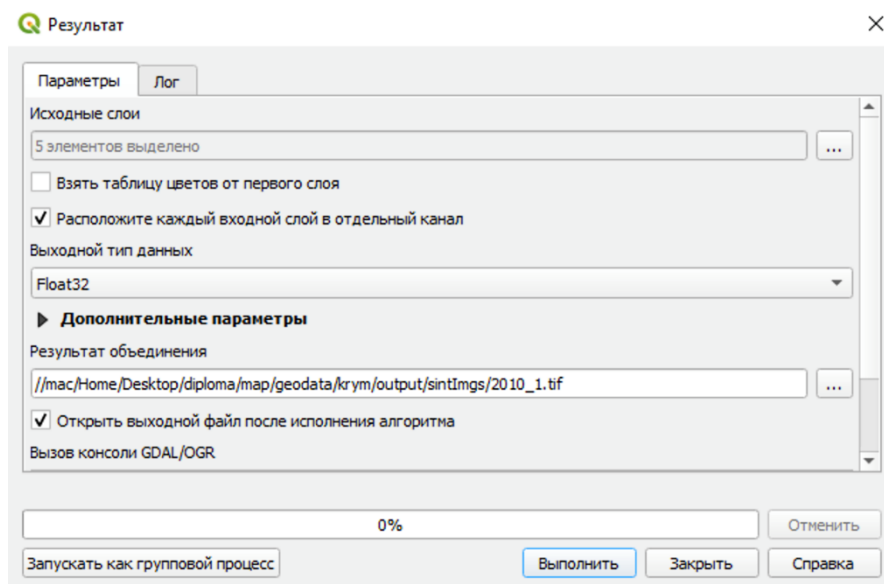 Результат
Параметры
Лог
Исходные слои
5 элементов выделено
...
Взять таблицу цветов от первого слоя
Расположите каждый входной слой в отдельный канал
Выходной тип данных
Float32
Дополнительные параметры
Результат объединения
//mac/Home/Desktop/diploma/map/geodata/krym/output/sintImgs/2010_1.tif
...
Открыть выходной файл после исполнения алгоритма
Вызов консоли GDAL/OGR
0%
Отменить
Запускать как групповой процесс
Выполнить
Закрыть
Справка